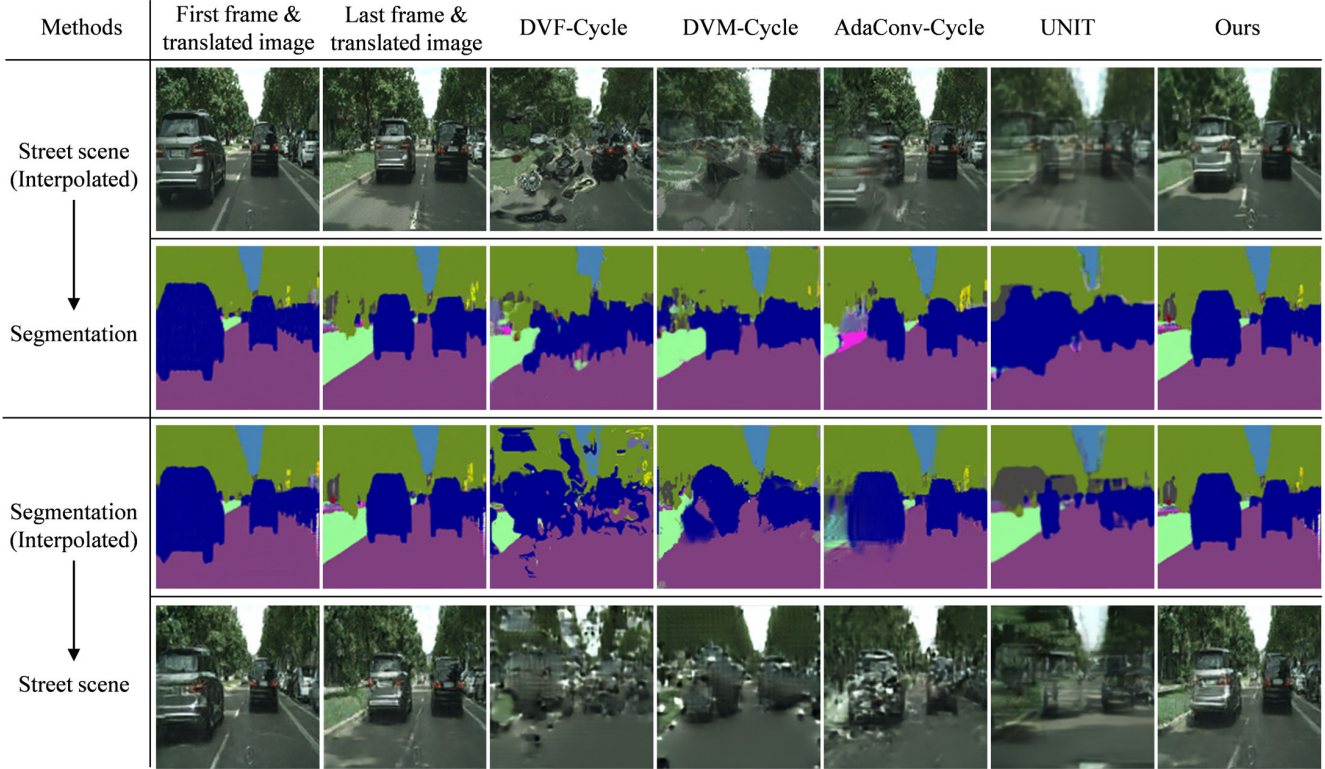 Methods
First frame &
translated image
Last frame &
translated image
DVF-Cycle
DVM-Cycle
AdaConv-Cycle
UNIT
Ours
Street scene
(Interpolated)
Segmentation
Segmentation
(Interpolated)
Street scene